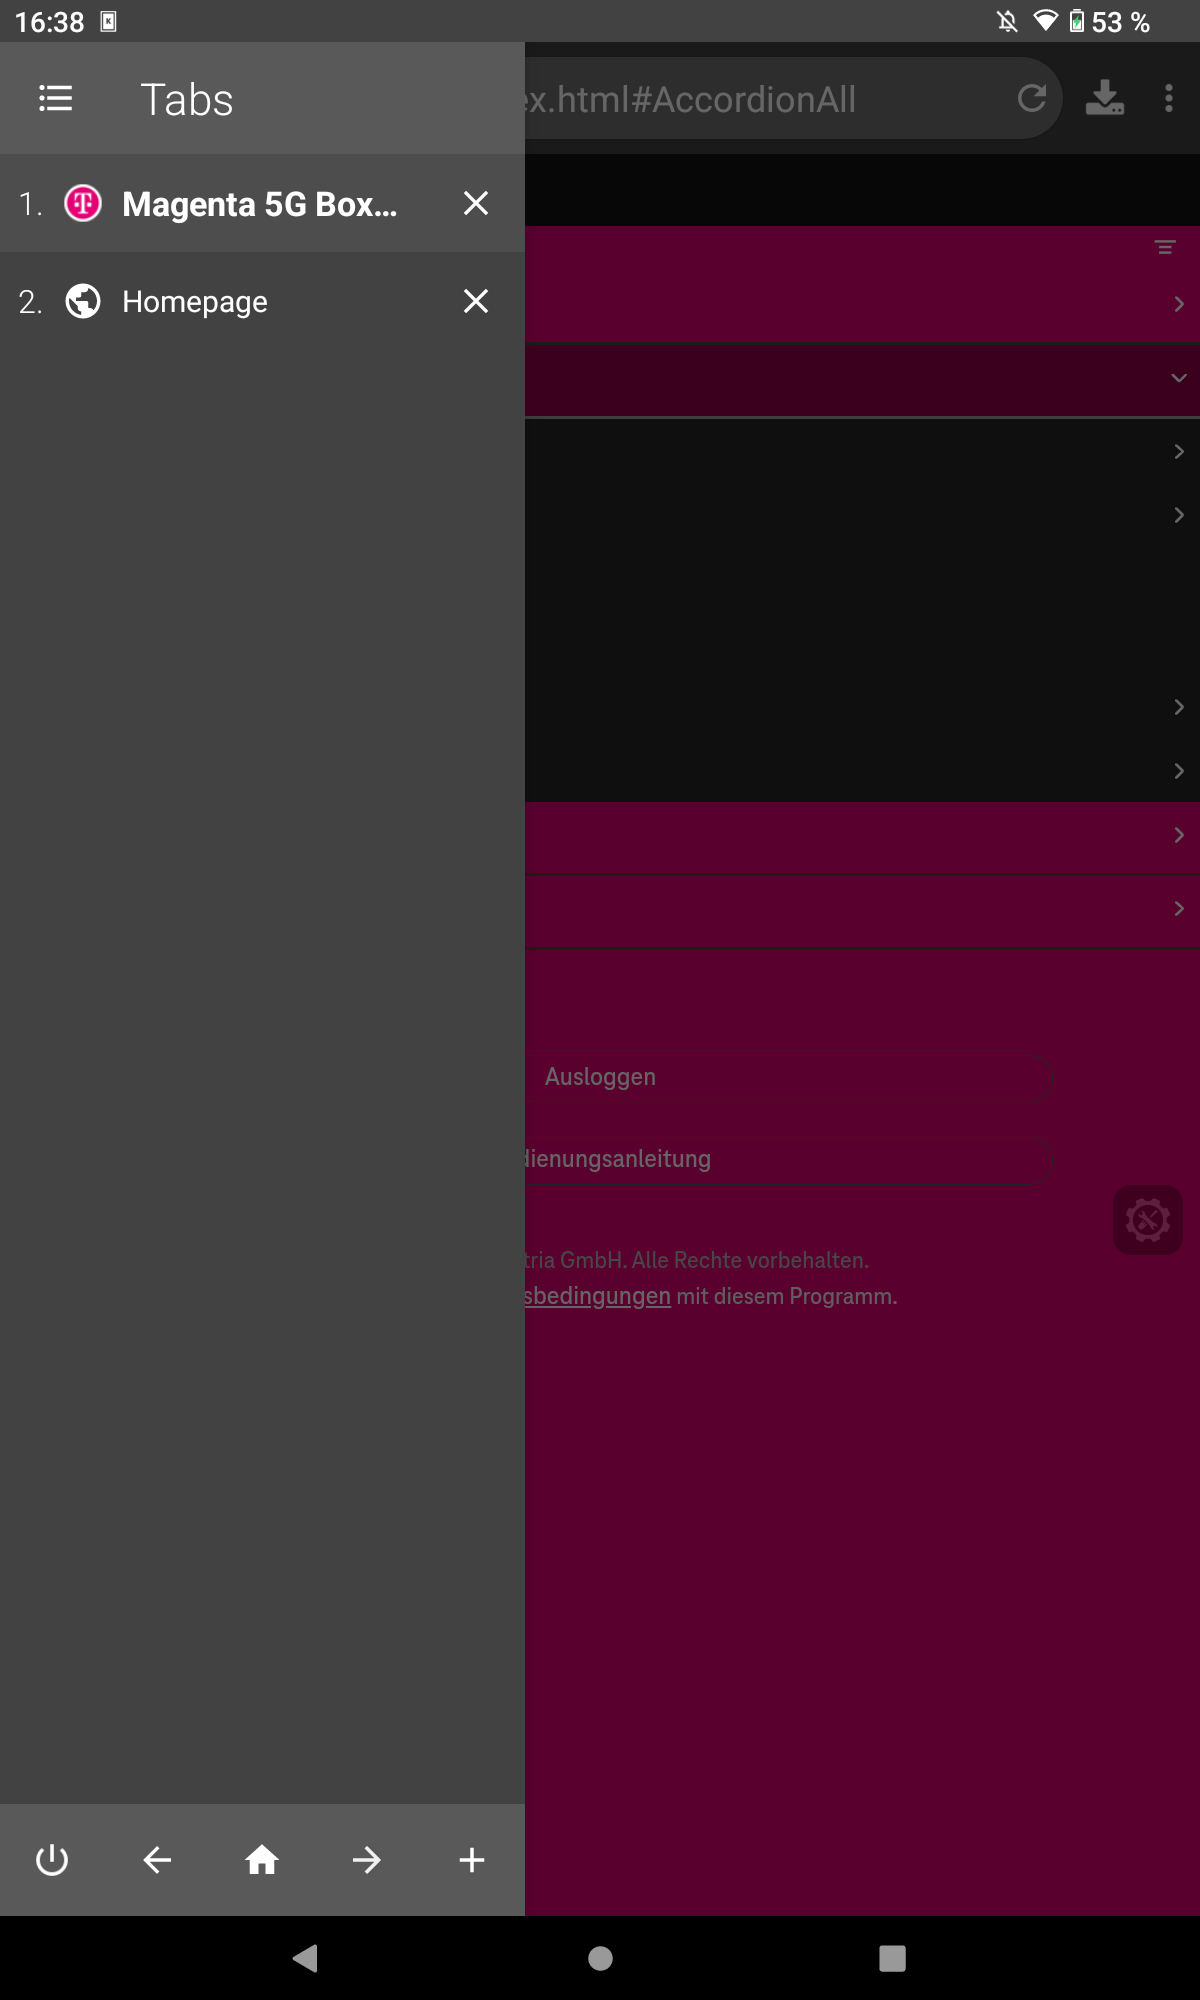 16:38
53 %
Tabs
ex.html#AccordionAll
1. Magenta 5G Box...
2. Homepage
Ausloggen
dienungsanleitung
tria GmbH. Alle Rechte vorbehalten.
sbedingungen mit diesem Programm.